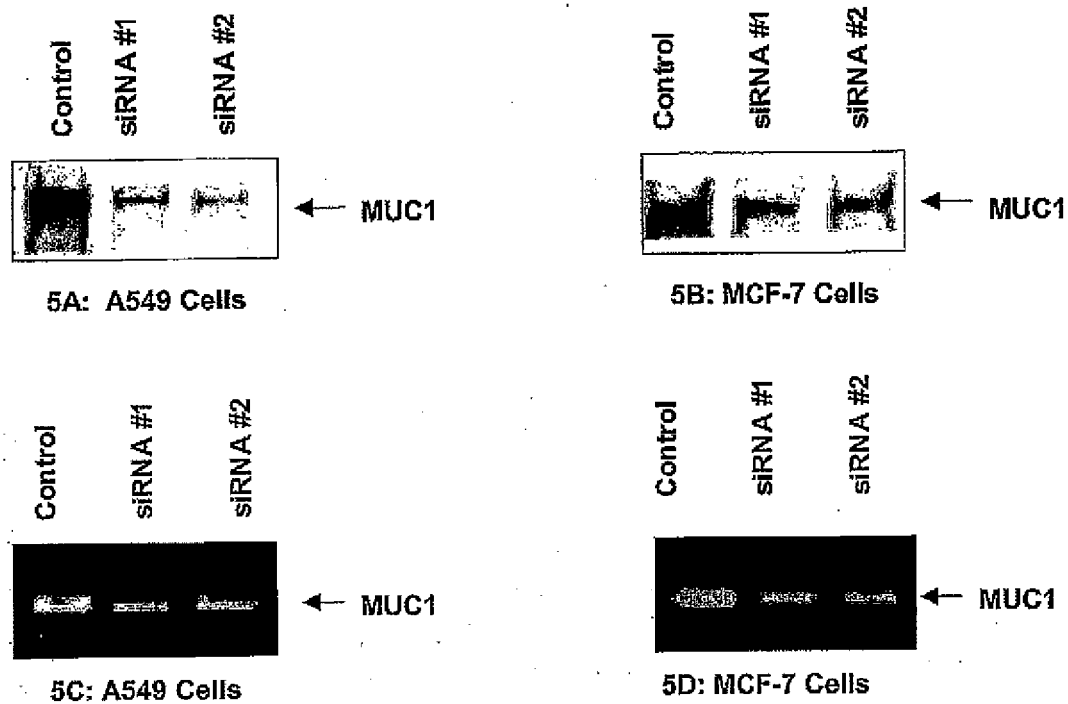 Control
siRNA #1
siRNA #2
MUC1
5A: A549 Cells
Control
siRNA #1
siRNA #2
MUC1
5B: MCF-7 Cells
Control
siRNA #1
siRNA #2
MUC1
5C: A549 Cells
Control
siRNA #1
siRNA #2
MUC1
5D: MCF-7 Cells